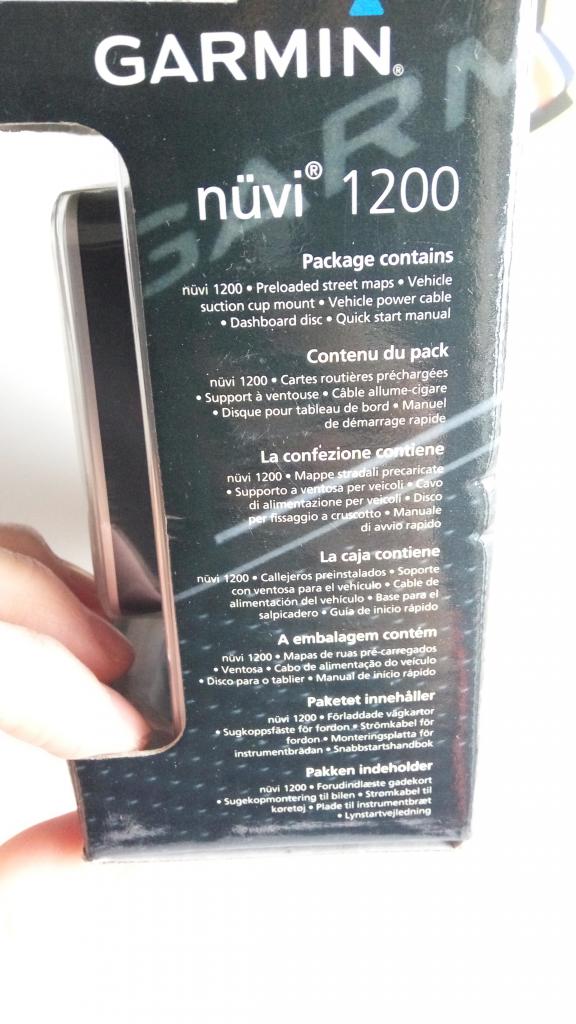 GARMIN®
GARM
nüvi® 1200
Package contains
nüvi 1200 • Preloaded street maps • Vehicle
suction cup mount • Vehicle power cable
• Dashboard disc • Quick start manual
Contenu du pack
nüvi 1200 • Cartes routières préchargées
• Support à ventouse • Câble allume-cigare
• Disque pour tableau de bord • Manuel
de démarrage rapide
La confezione contiene
nüvi 1200 • Mappe stradali precaricate
• Supporto a ventosa per veicoli • Cavo
di alimentazione per veicoli • Disco
per fissaggio a cruscotto • Manuale
di avvio rapido
La caja contiene
nüvi 1200 • Callejeros preinstalados • Soporte
con ventosa para el vehículo • Cable de
alimentación del vehículo • Base para el
salpicadero • Guía de inicio rápido
A embalagem contém
nüvi 1200 • Mapas de ruas pré-carregados
• Ventosa • Cabo de alimentação do veículo
• Disco para o tablier • Manual de início rápido
Paketet innehåller
nüvi 1200 • Förladdade vägkartor
• Sugkoppsfäste för fordon • Strömkabel för
fordon • Monteringsplatta för
instrumentbrädan • Snabbstartshandbok
Pakken indeholder
nüvi 1200 • Forudindlæste gadekort
• Sugekopmontering til bilen • Strømkabel til
køretøj • Plade til instrumentbræt
• Lynstartvejledning